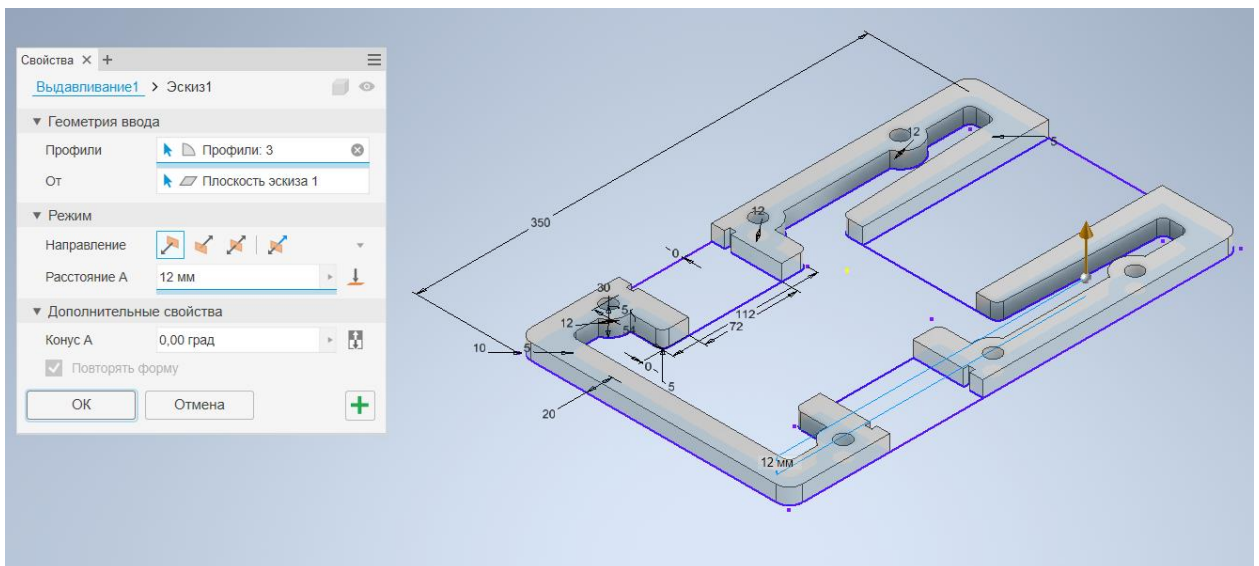 Свойства × +
Выдавливание1 > Эскиз1
Геометрия ввода
Профили Профили: 3
От Плоскость эскиза 1
Режим
Направление
Расстояние A 12 мм
Дополнительные свойства
Конус A 0,00 град
Повторять форму
ОК Отмена
350
12
5
12
0
30
5
112
12
54
72
10
5
0
5
20
12 мм